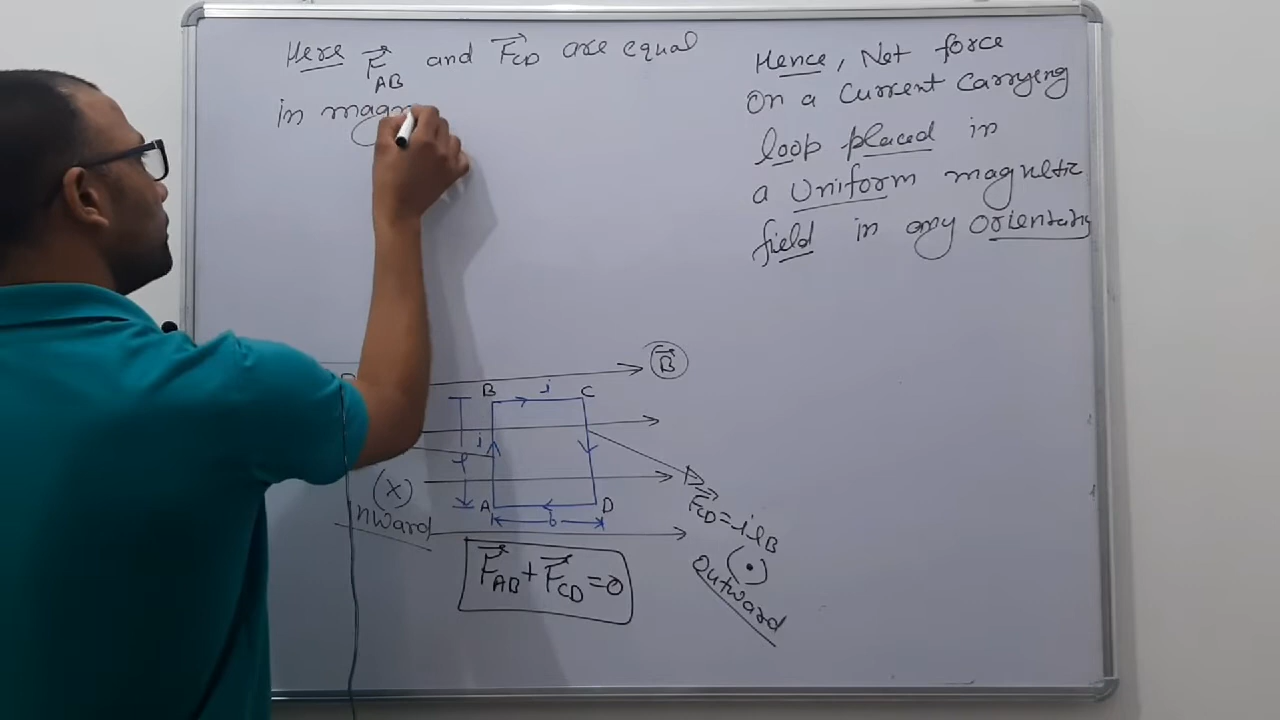 Here F AB and F CD are equal
in magn
Hence, Net force
on a current carrying
loop placed in
a Uniform magnetic
field in any
B
B i C
i
l
(X)
A D
b
Inward
F CD = ilB
(•)
Outward
F AB + F CD = 0